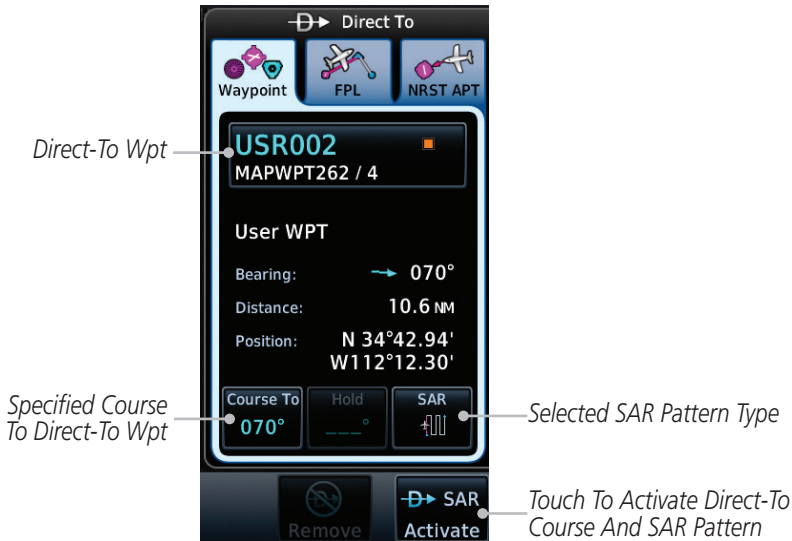 Direct To
Waypoint
FPL
NRST APT
Direct-To Wpt
USR002
MAPWPT262 / 4
User WPT
Bearing: 070°
Distance: 10.6 NM
Position: N 34°42.94'
W112°12.30'
Specified Course
To Direct-To Wpt
Course To
070°
Hold
___°
SAR
Selected SAR Pattern Type
Remove
D SAR
Activate
Touch To Activate Direct-To
Course And SAR Pattern